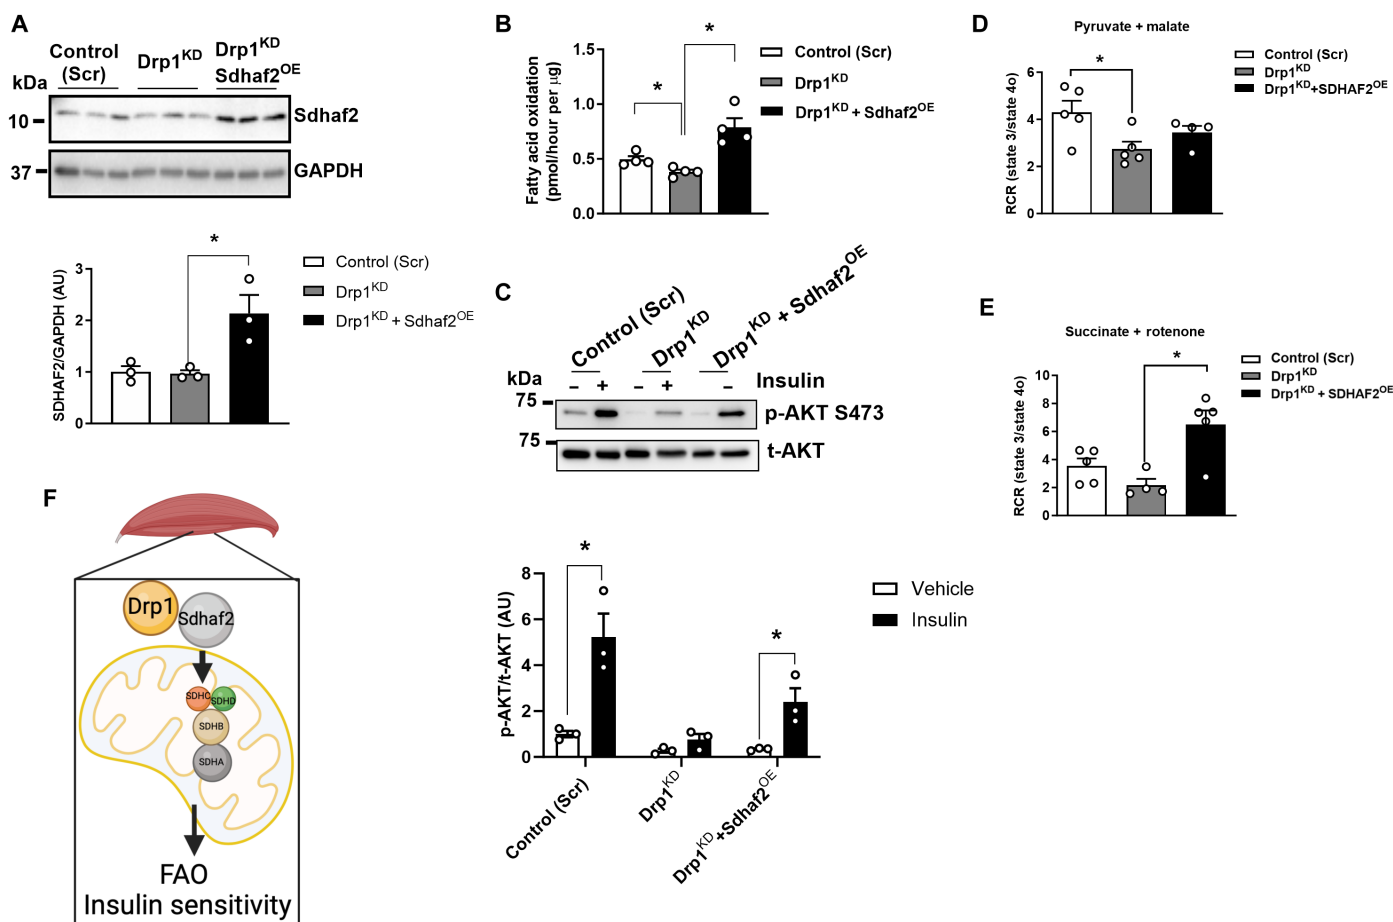 A
Control
(Scr)
Drp1KD
Drp1KD
Sdhaf2OE
kDa
10
37
Sdhaf2
GAPDH
*
SDHAF2/GAPDH (AU)
3
2
1
0
Control (Scr)
Drp1KD
Drp1KD + Sdhaf2OE
B
*
*
Fatty acid oxidation
(pmol/hour per µg)
1.5
1.0
0.5
0.0
Control (Scr)
Drp1KD
Drp1KD + Sdhaf2OE
C
Control (Scr)
Drp1KD
Drp1KD + Sdhaf2OE
kDa
– + – + – –
Insulin
75
p-AKT S473
75
t-AKT
p-AKT/t-AKT (AU)
8
6
4
2
0
*
*
Vehicle
Insulin
Control (Scr)
Drp1KD
Drp1KD+Sdhaf2OE
D
Pyruvate + malate
*
RCR (state 3/state 4o)
6
4
2
0
Control (Scr)
Drp1KD
Drp1KD+SDHAF2OE
E
Succinate + rotenone
*
RCR (state 3/state 4o)
10
8
6
4
2
0
Control (Scr)
Drp1KD
Drp1KD + SDHAF2OE
F
Drp1
Sdhaf2
SDHC
SDHD
SDHB
SDHA
FAO
Insulin sensitivity